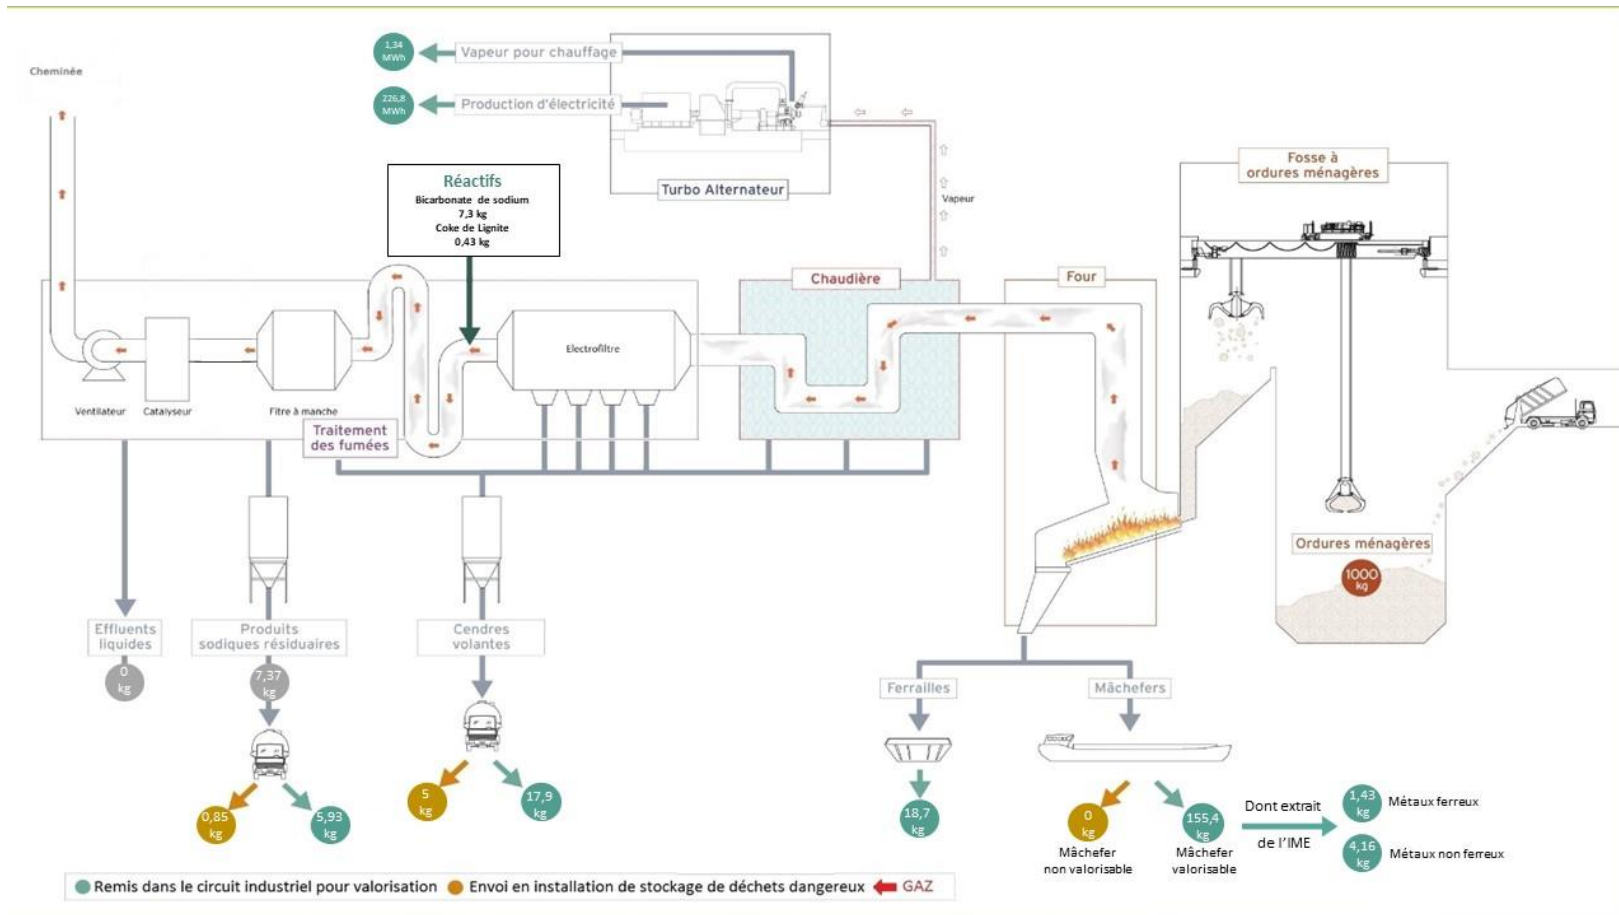 Cheminée
1,34
MWh
Vapeur pour chauffage
226,8
MWh
Production d'électricité
Turbo Alternateur
Vapeur
Réactifs
Bicarbonate de sodium
7,3 kg
Coke de Lignite
0,43 kg
Fosse à
ordures ménagères
Chaudière
Four
Electrofiltre
Ventilateur
Catalyseur
Fitre à manche
Traitement
des fumées
Ordures ménagères
1000
kg
Effluents
liquides
0
kg
Produits
sodiques résiduaires
7,37
kg
Cendres
volantes
0,85
kg
5,93
kg
5
kg
17,9
kg
Ferrailles
Mâchefers
18,7
kg
0
kg
Mâchefer
non valorisable
155,4
kg
Mâchefer
valorisable
Dont extrait
de l'IME
1,43
kg
Métaux ferreux
4,16
kg
Métaux non ferreux
Remis dans le circuit industriel pour valorisation
Envoi en installation de stockage de déchets dangereux
GAZ